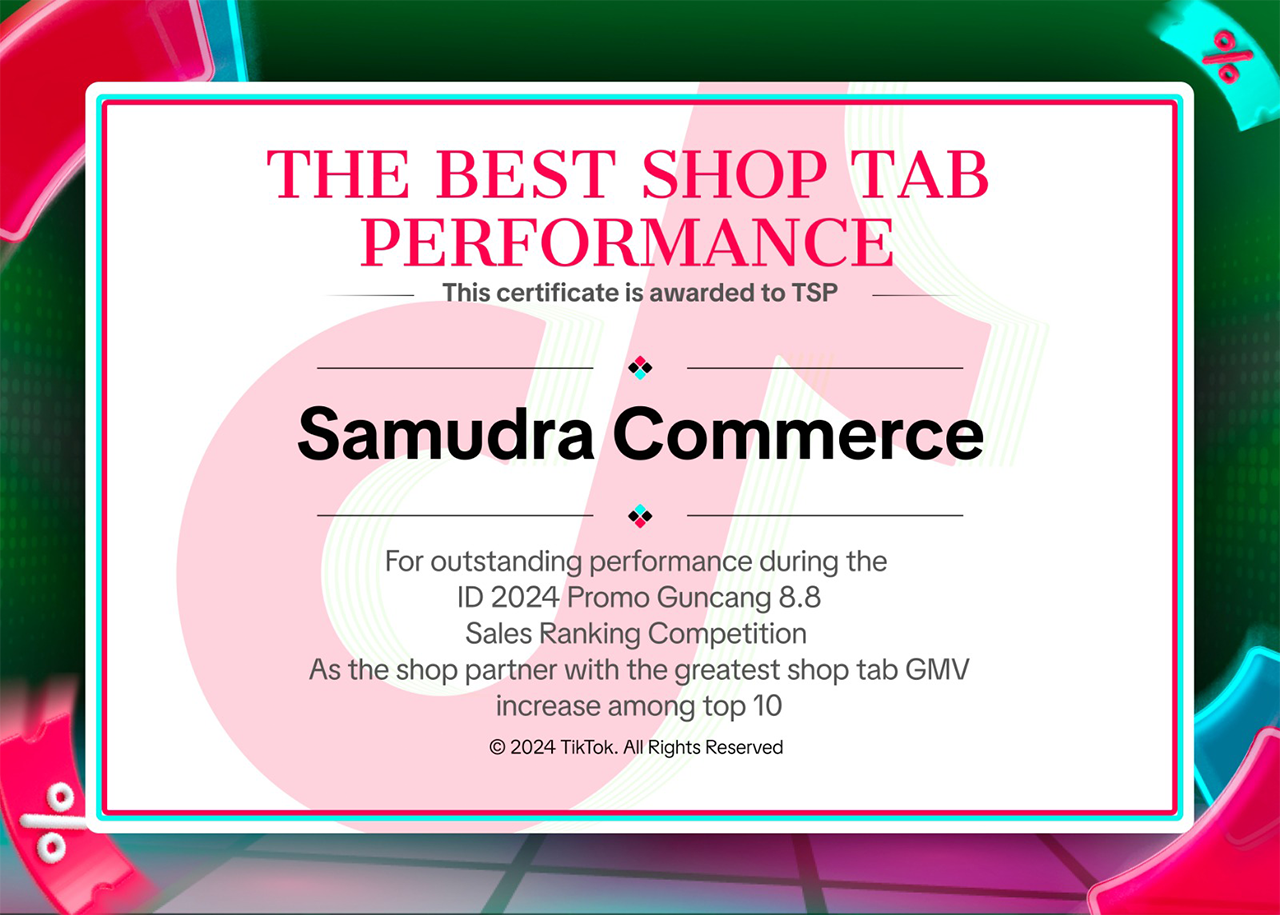 THE BEST SHOP TAB
PERFORMANCE
This certificate is awarded to TSP
Samudra Commerce
For outstanding performance during the
ID 2024 Promo Guncang 8.8
Sales Ranking Competition
As the shop partner with the greatest shop tab GMV
increase among top 10
© 2024 TikTok. All Rights Reserved
%
%